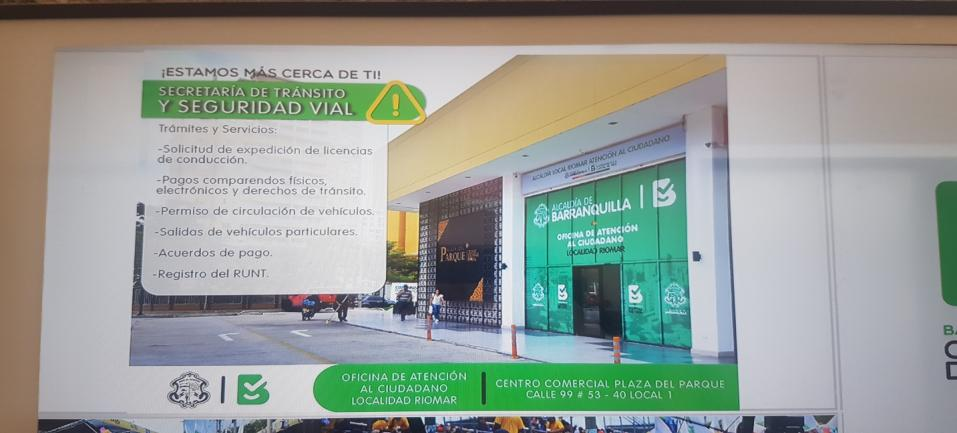 ¡ESTAMOS MÁS CERCA DE TI!
SECRETARÍA DE TRÁNSITO
Y SEGURIDAD VIAL
Trámites y Servicios:
-Solicitud de expedición de licencias
de conducción.
-Pagos comparendos físicos,
electrónicos y derechos de tránsito.
-Permiso de circulación de vehículos.
-Salidas de vehículos particulares.
-Acuerdos de pago.
-Registro del RUNT.
ALCALDÍA LOCAL RIOMAR ATENCIÓN AL CIUDADANO
ALCALDÍA DE
BARRANQUILLA
OFICINA DE ATENCIÓN
AL CIUDADANO
LOCALIDAD RIOMAR
PARQUE
OFICINA DE ATENCIÓN
AL CIUDADANO
LOCALIDAD RIOMAR
CENTRO COMERCIAL PLAZA DEL PARQUE
CALLE 99 # 53 - 40 LOCAL 1